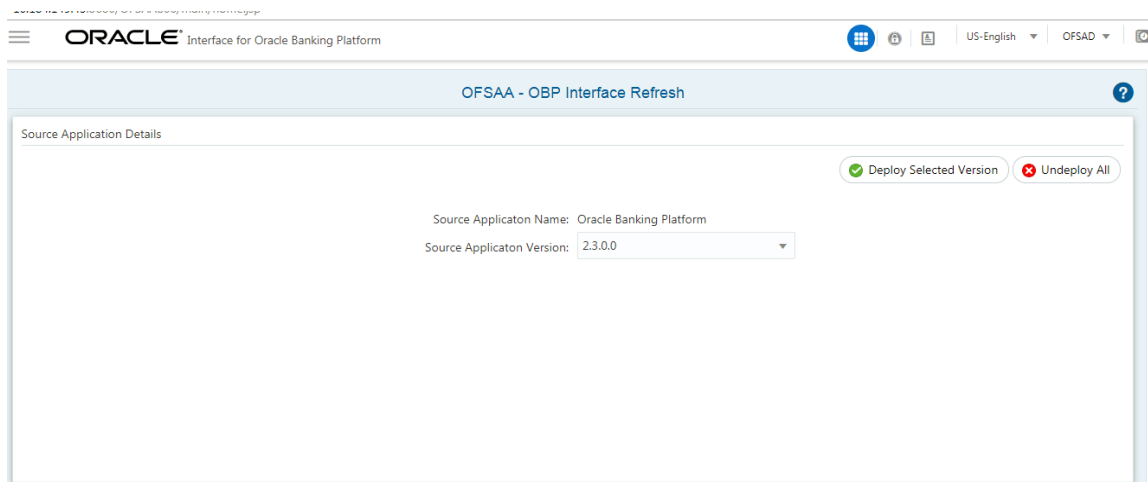 ORACLE® Interface for Oracle Banking Platform
US-English OFSAD
OFSAA - OBP Interface Refresh
?
Source Application Details
Deploy Selected Version Undeploy All
Source Applicaton Name: Oracle Banking Platform
Source Applicaton Version: 2.3.0.0